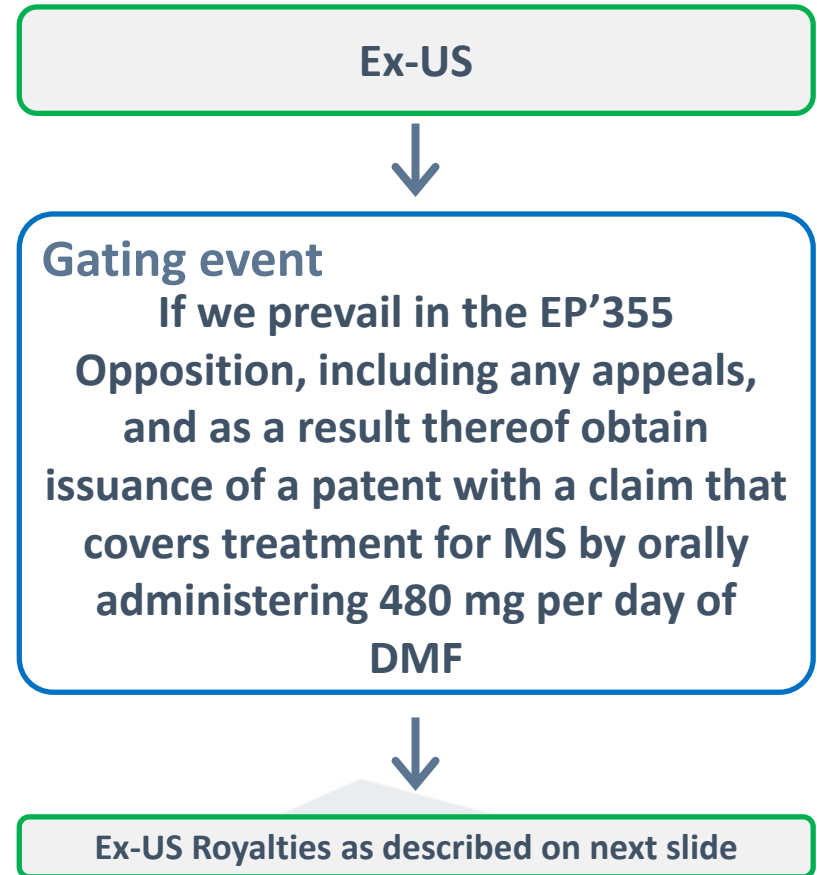 Ex-US
Gating event
If we prevail in the EP’355
Opposition, including any appeals,
and as a result thereof obtain
issuance of a patent with a claim that
covers treatment for MS by orally
administering 480 mg per day of
DMF
Ex-US Royalties as described on next slide